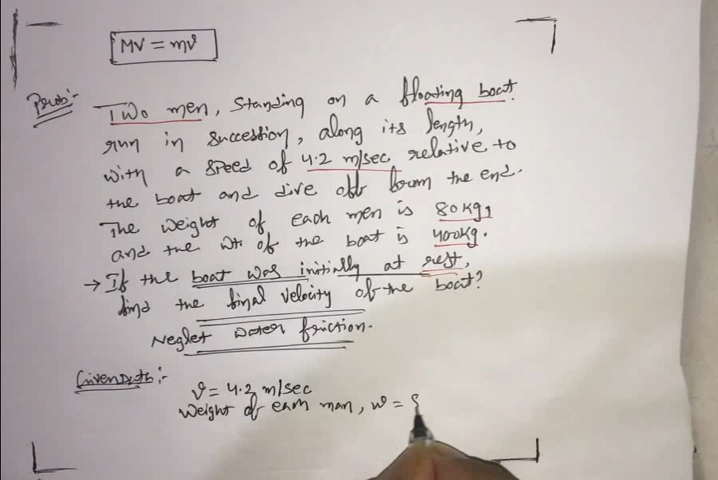 MV = mv
Prob:-
Two men, standing on a floating boat.
run in succession, along its length,
with a speed of 4.2 m/sec relative to
the boat and dive off from the end.
The weight of each men is 80kg,
and the wt. of the boat is 400kg.
→ If the boat was initially at rest,
find the final velocity of the boat?
Neglet water friction.
Given Data:-
v = 4.2 m/sec
Weight of each man, w =